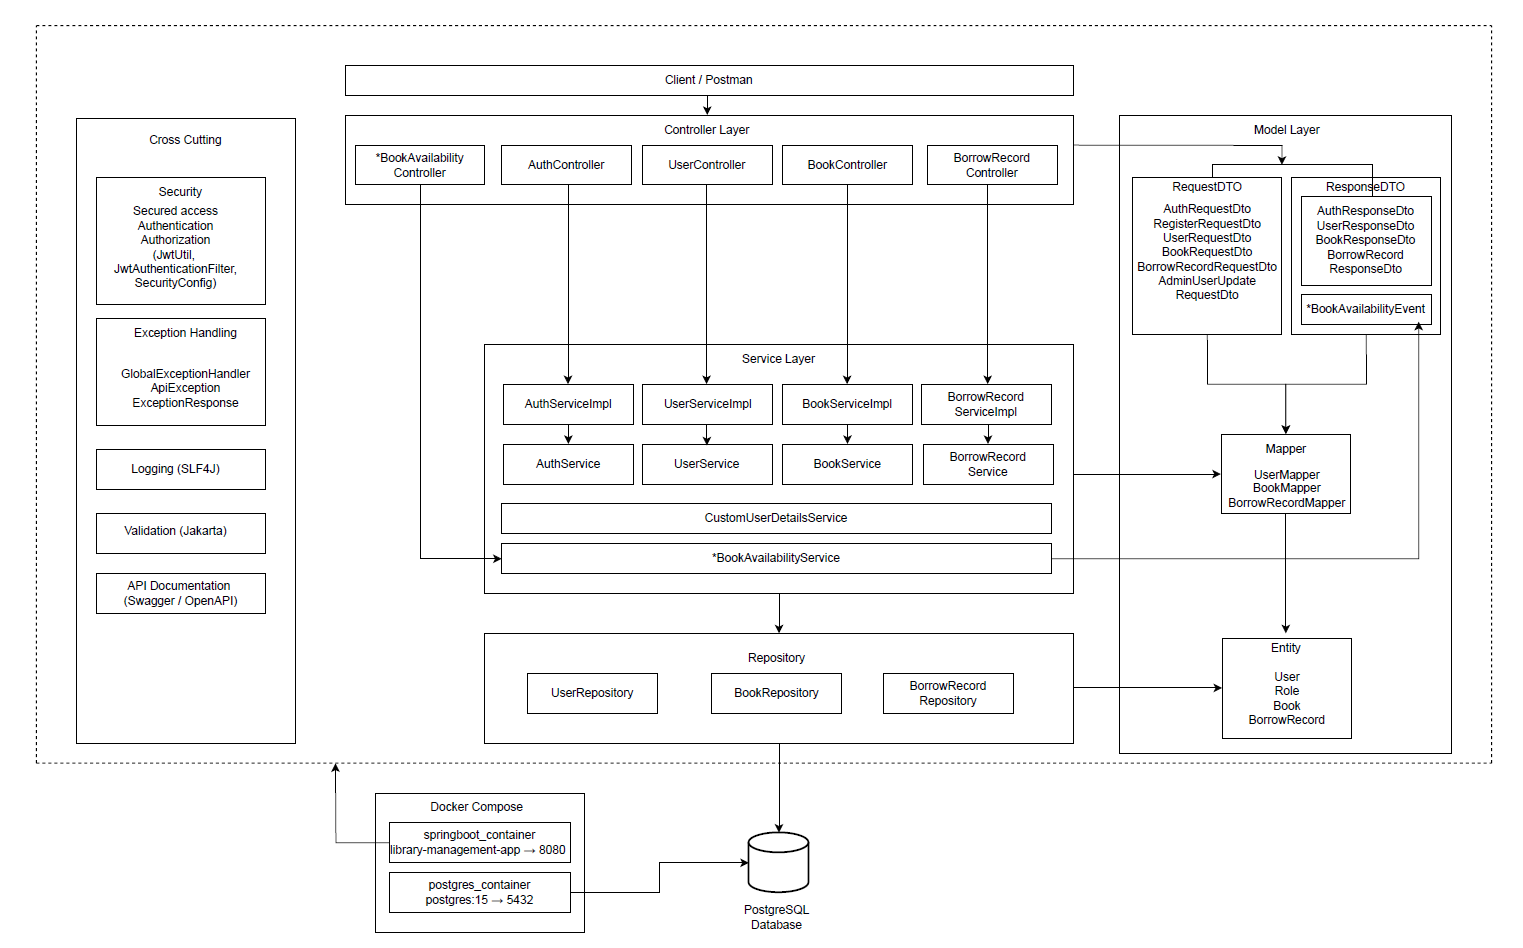 Client / Postman
Cross Cutting
Security
Secured access
Authentication
Authorization
(JwtUtil,
JwtAuthenticationFilter,
SecurityConfig)
Exception Handling
GlobalExceptionHandler
ApiException
ExceptionResponse
Logging (SLF4J)
Validation (Jakarta)
API Documentation
(Swagger / OpenAPI)
Controller Layer
*BookAvailability
Controller
AuthController
UserController
BookController
BorrowRecord
Controller
Service Layer
AuthServiceImpl
UserServiceImpl
BookServiceImpl
BorrowRecord
ServiceImpl
AuthService
UserService
BookService
BorrowRecord
Service
CustomUserDetailsService
*BookAvailabilityService
Repository
UserRepository
BookRepository
BorrowRecord
Repository
Model Layer
RequestDTO
AuthRequestDto
RegisterRequestDto
UserRequestDto
BookRequestDto
BorrowRecordRequestDto
AdminUserUpdate
RequestDto
ResponseDTO
AuthResponseDto
UserResponseDto
BookResponseDto
BorrowRecord
ResponseDto
*BookAvailabilityEvent
Mapper
UserMapper
BookMapper
BorrowRecordMapper
Entity
User
Role
Book
BorrowRecord
Docker Compose
springboot_container
library-management-app → 8080
postgres_container
postgres:15 → 5432
PostgreSQL
Database